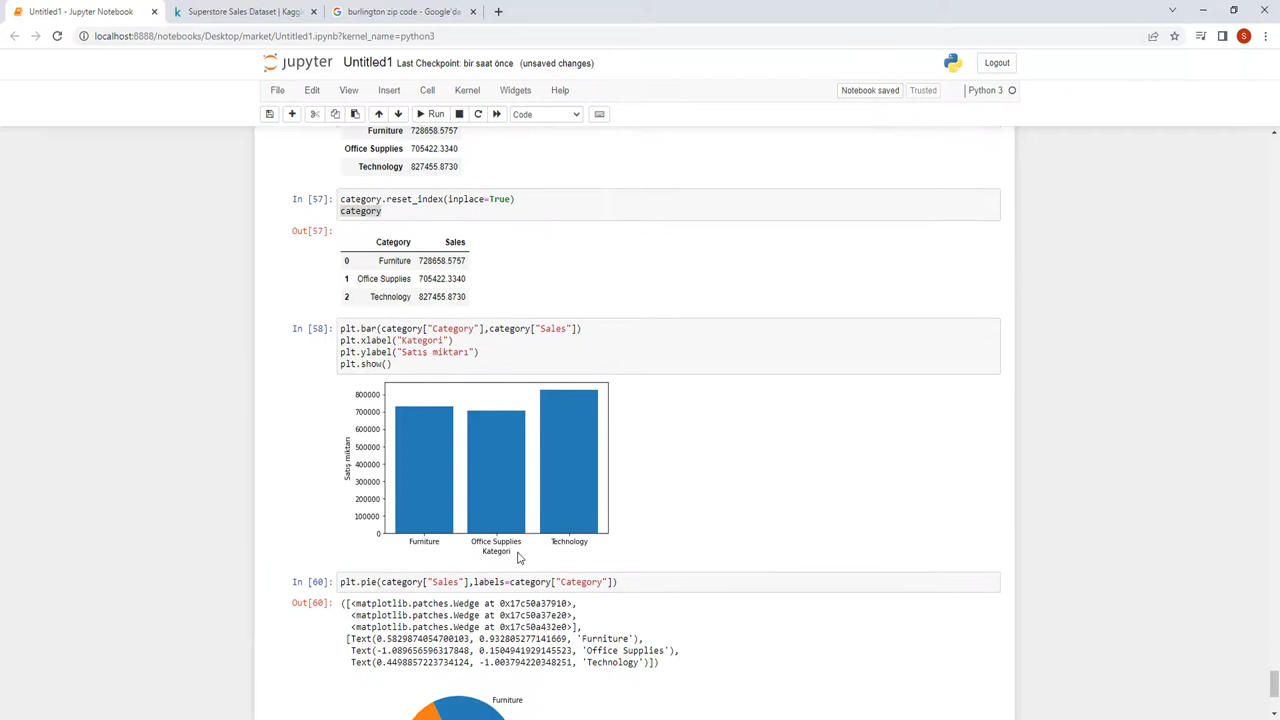 Untitled1 - Jupyter Notebook
Superstore Sales Dataset | Kaggl
burlington zip code - Google'da
localhost:8888/notebooks/Desktop/market/Untitled1.ipynb?kernel_name=python3
S
jupyter Untitled1 Last Checkpoint: bir saat önce (unsaved changes)
Logout
File Edit View Insert Cell Kernel Widgets Help
Notebook saved Trusted Python 3
Run Code
Furniture 728658.5757
Office Supplies 705422.3340
Technology 827455.8730
In [57]: category.reset_index(inplace=True)
category
Out[57]:
Category Sales
0 Furniture 728658.5757
1 Office Supplies 705422.3340
2 Technology 827455.8730
In [58]: plt.bar(category["Category"],category["Sales"])
plt.xlabel("Kategori")
plt.ylabel("Satış miktarı")
plt.show()
800000
700000
600000
500000
400000
300000
200000
100000
0
Satış miktarı
Furniture Office Supplies Technology
Kategori
In [60]: plt.pie(category["Sales"],labels=category["Category"])
Out[60]: ([<matplotlib.patches.Wedge at 0x17c50a37910>,
<matplotlib.patches.Wedge at 0x17c50a37e20>,
<matplotlib.patches.Wedge at 0x17c50a432e0>],
[Text(0.5829874054700103, 0.932805277141669, 'Furniture'),
Text(-1.089656596317848, 0.1504941929145523, 'Office Supplies'),
Text(0.4498857223734124, -1.003794220348251, 'Technology')])
Furniture